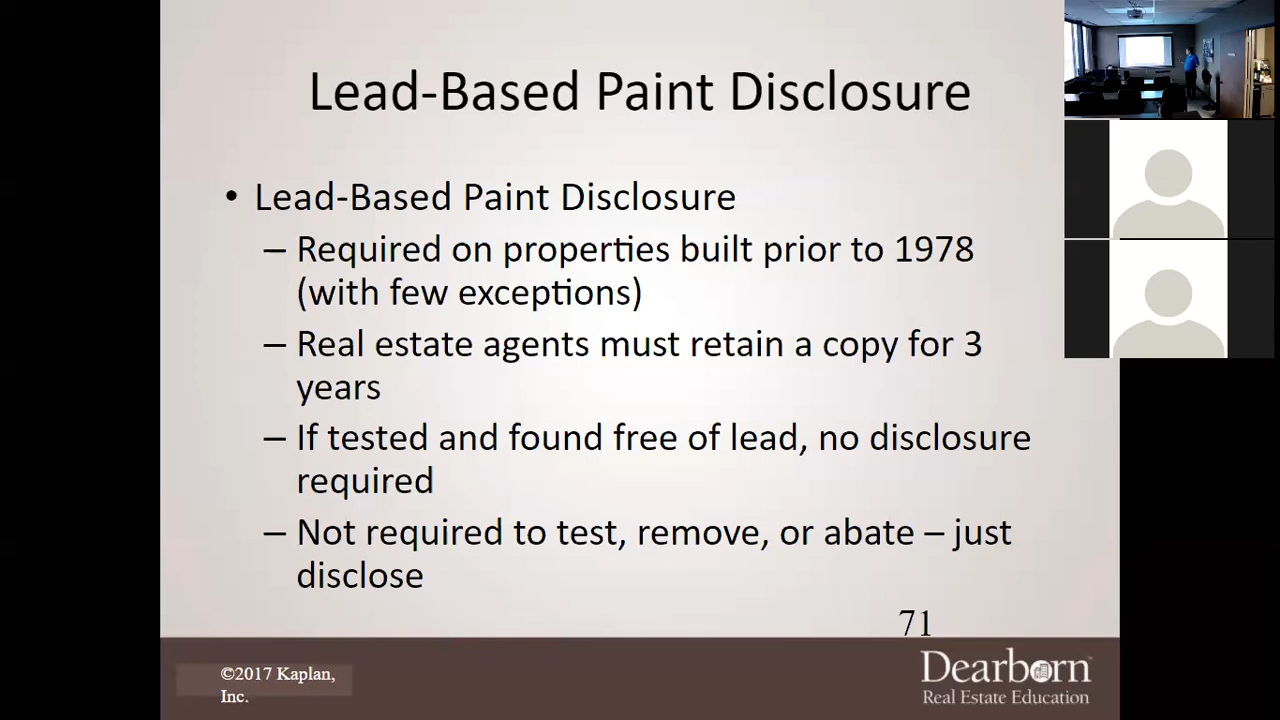 Lead-Based Paint Disclosure
• Lead-Based Paint Disclosure
– Required on properties built prior to 1978
(with few exceptions)
– Real estate agents must retain a copy for 3
years
– If tested and found free of lead, no disclosure
required
– Not required to test, remove, or abate – just
disclose
71
©2017 Kaplan,
Inc.
Dearborn™
Real Estate Education